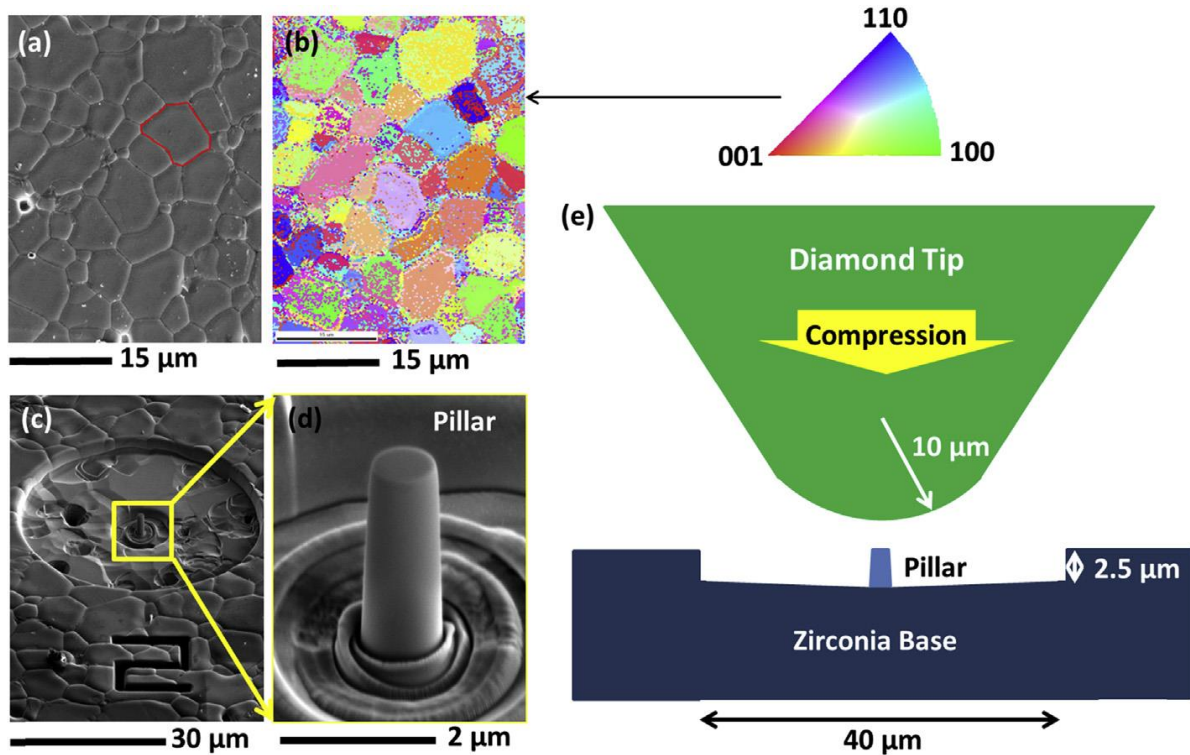 (a)
(b)
110
001
100
15 μm
15 μm
(c)
(d)
Pillar
30 μm
2 μm
(e)
Diamond Tip
Compression
10 μm
Pillar
2.5 μm
Zirconia Base
40 μm